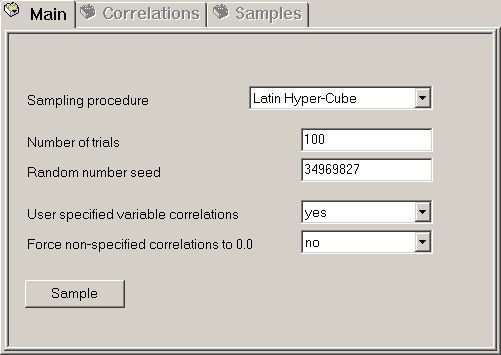 Main Correlations Samples
Sampling procedure Latin Hyper-Cube
Number of trials 100
Random number seed 34969827
User specified variable correlations yes
Force non-specified correlations to 0.0 no
Sample